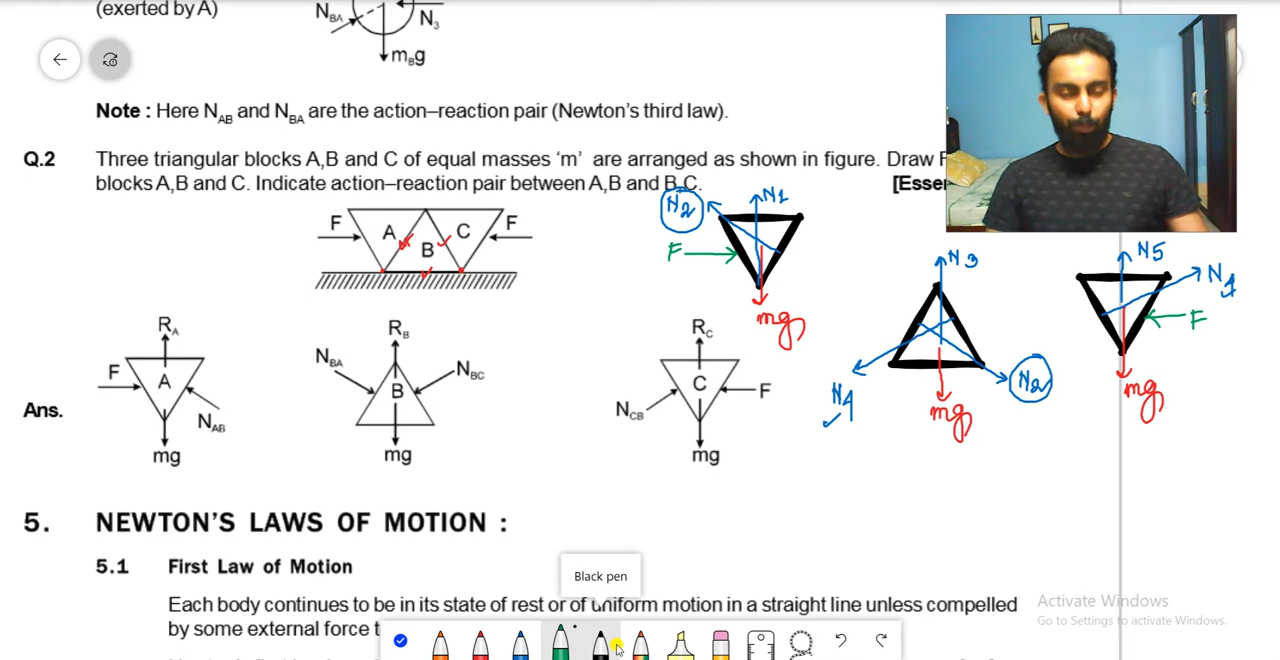 (exerted by A)
N_BA
N_3
m_Bg
Note : Here N_AB and N_BA are the action–reaction pair (Newton's third law).
Q.2 Three triangular blocks A,B and C of equal masses 'm' are arranged as shown in figure. Draw F
blocks A,B and C. Indicate action–reaction pair between A,B and B,C. [Esse
F A B C F
N2 N1
F
mg
N3
N4 N2
mg
N5
N4
F
mg
R_A
F A
N_AB
mg
R_B
N_BA
B
N_BC
mg
R_C
C F
N_CB
mg
Ans.
5. NEWTON'S LAWS OF MOTION :
5.1 First Law of Motion
Black pen
Each body continues to be in its state of rest or of uniform motion in a straight line unless compelled
by some external force t
Activate Windows
Go to Settings to activate Windows.